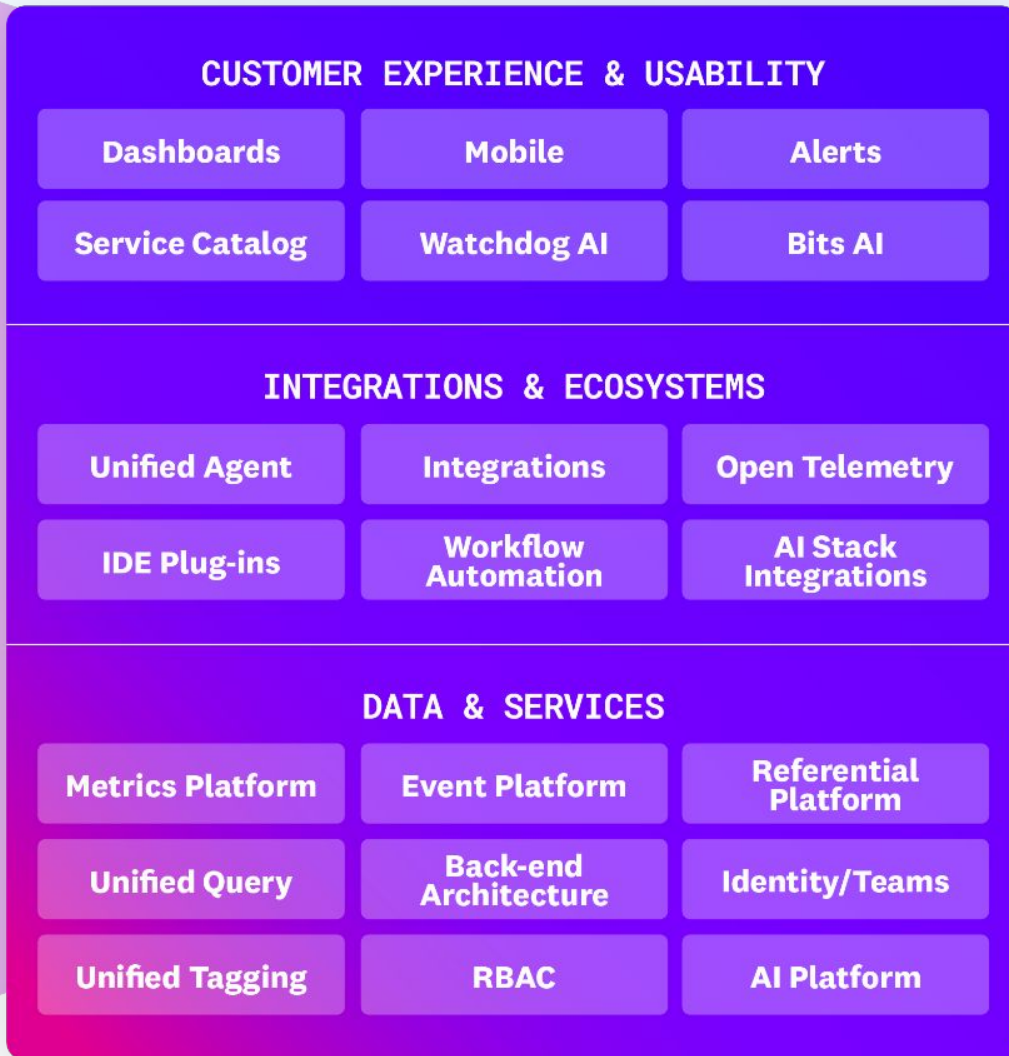 CUSTOMER EXPERIENCE & USABILITY
Dashboards
Mobile
Alerts
Service Catalog
Watchdog AI
Bits AI
INTEGRATIONS & ECOSYSTEMS
Unified Agent
Integrations
Open Telemetry
IDE Plug-ins
Workflow
Automation
AI Stack
Integrations
DATA & SERVICES
Metrics Platform
Event Platform
Referential
Platform
Unified Query
Back-end
Architecture
Identity/Teams
Unified Tagging
RBAC
AI Platform